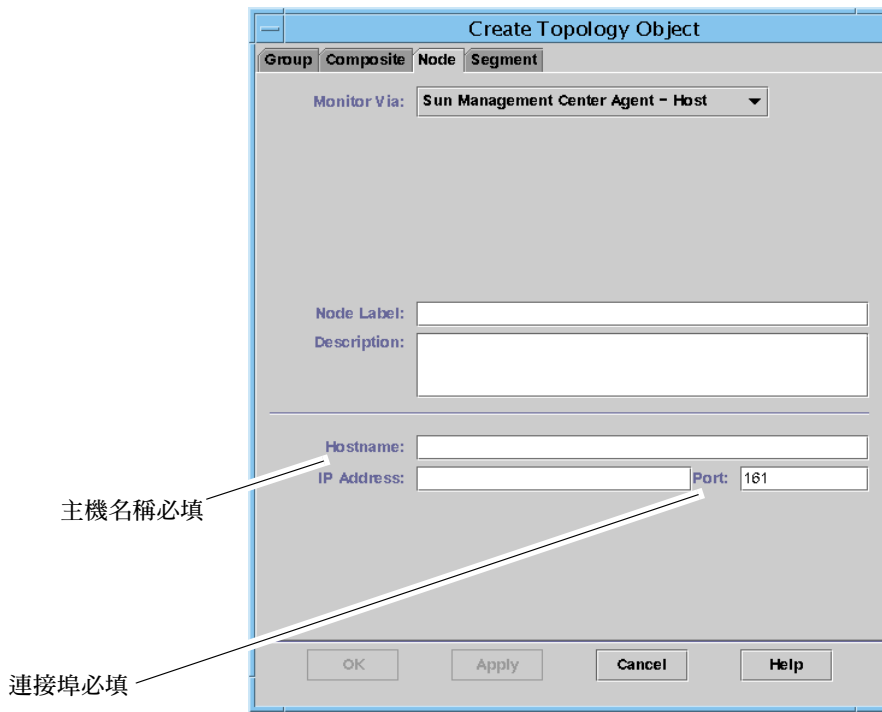 Create Topology Object
Group Composite Node Segment
Monitor Via: Sun Management Center Agent - Host
Node Label:
Description:
Hostname:
IP Address: Port: 161
主機名稱必填
連接埠必填
OK Apply Cancel Help